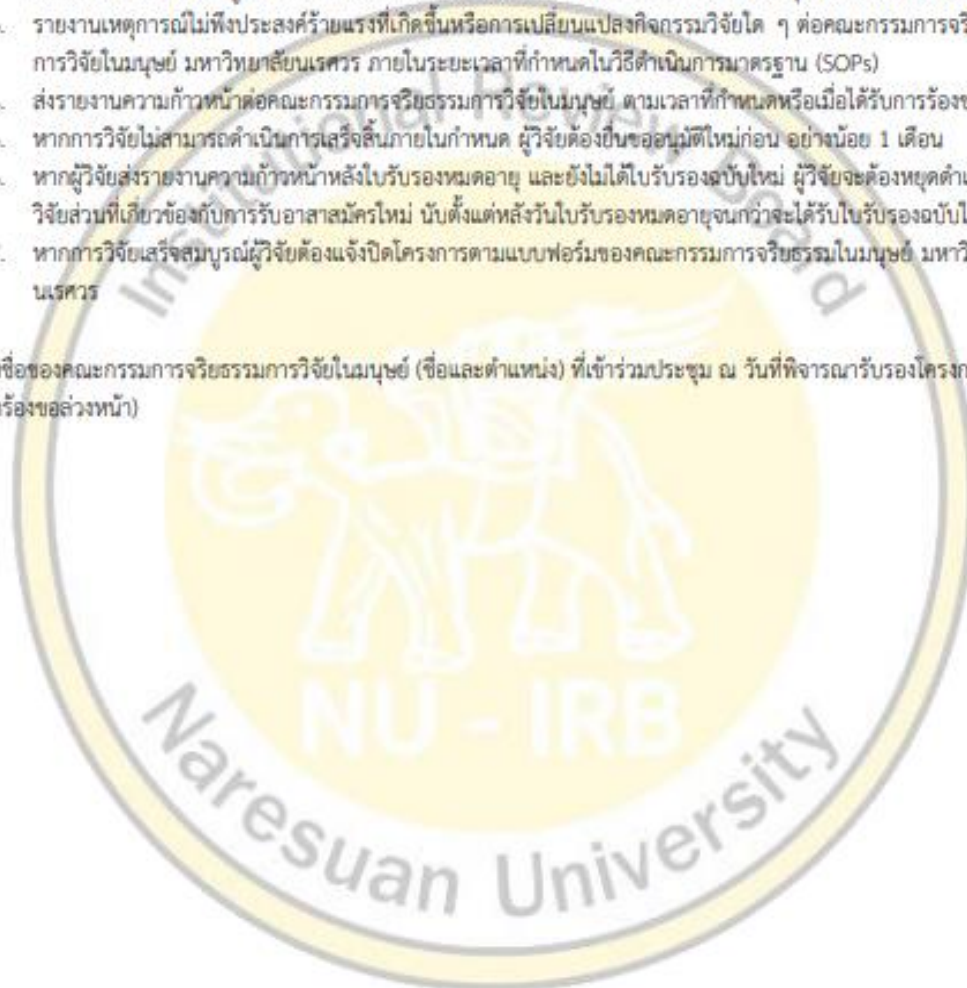 รายงานเหตุการณ์ไม่พึงประสงค์ร้ายแรงที่เกิดขึ้นหรือการเปลี่ยนแปลงกิจกรรมวิจัยใด ๆ ต่อคณะกรรมการจริ
การวิจัยในมนุษย์ มหาวิทยาลัยนเรศวร ภายในระยะเวลาที่กำหนดในวิธีดำเนินการมาตรฐาน (SOPs)
ส่งรายงานความก้าวหน้าต่อคณะกรรมการจริยธรรมการวิจัยในมนุษย์ ตามเวลาที่กำหนดหรือเมื่อได้รับการร้องข
หากการวิจัยไม่สามารถดำเนินการเสร็จสิ้นภายในกำหนด ผู้วิจัยต้องยื่นขออนุมัติใหม่ก่อน อย่างน้อย 1 เดือน
หากผู้วิจัยส่งรายงานความก้าวหน้าหลังใบรับรองหมดอายุ และยังไม่ได้ใบรับรองฉบับใหม่ ผู้วิจัยจะต้องหยุดดำเ
วิจัยส่วนที่เกี่ยวข้องกับการรับอาสาสมัครใหม่ นับตั้งแต่หลังวันใบรับรองหมดอายุจนกว่าจะได้รับใบรับรองฉบับใ
หากการวิจัยเสร็จสมบูรณ์ผู้วิจัยต้องแจ้งปิดโครงการตามแบบฟอร์มของคณะกรรมการจริยธรรมในมนุษย์ มหาวิ
นเรศวร
ชื่อของคณะกรรมการจริยธรรมการวิจัยในมนุษย์ (ชื่อและตำแหน่ง) ที่เข้าร่วมประชุม ณ วันที่พิจารณารับรองโครงก
ร้องขอล่วงหน้า)
Institutional Review Board
NU - IRB
Naresuan University